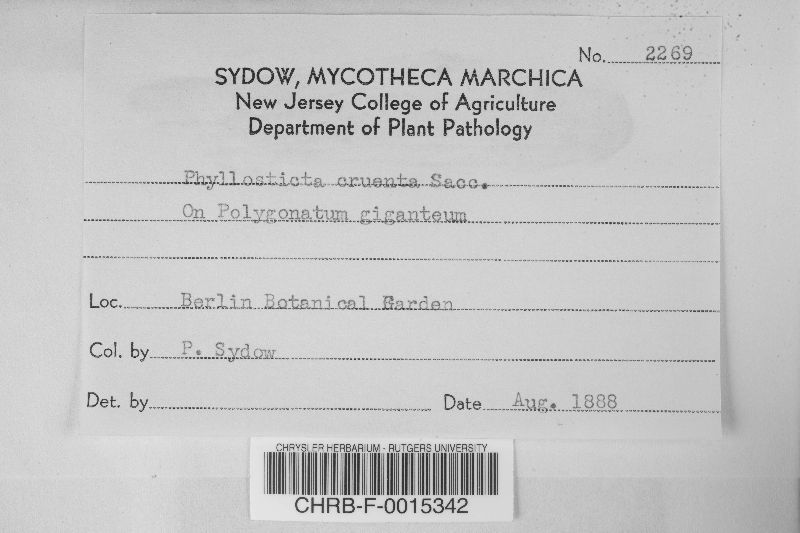 No. 2269
SYDOW, MYCOTHECA MARCHICA
New Jersey College of Agriculture
Department of Plant Pathology
Phyllosticta cruenta Sacc.
On Polygonatum giganteum
Loc. Berlin Botanical Garden
Col. by P. Sydow
Det. by
Date Aug. 1888
CHRYSLER HERBARIUM - RUTGERS UNIVERSITY
CHRB-F-0015342